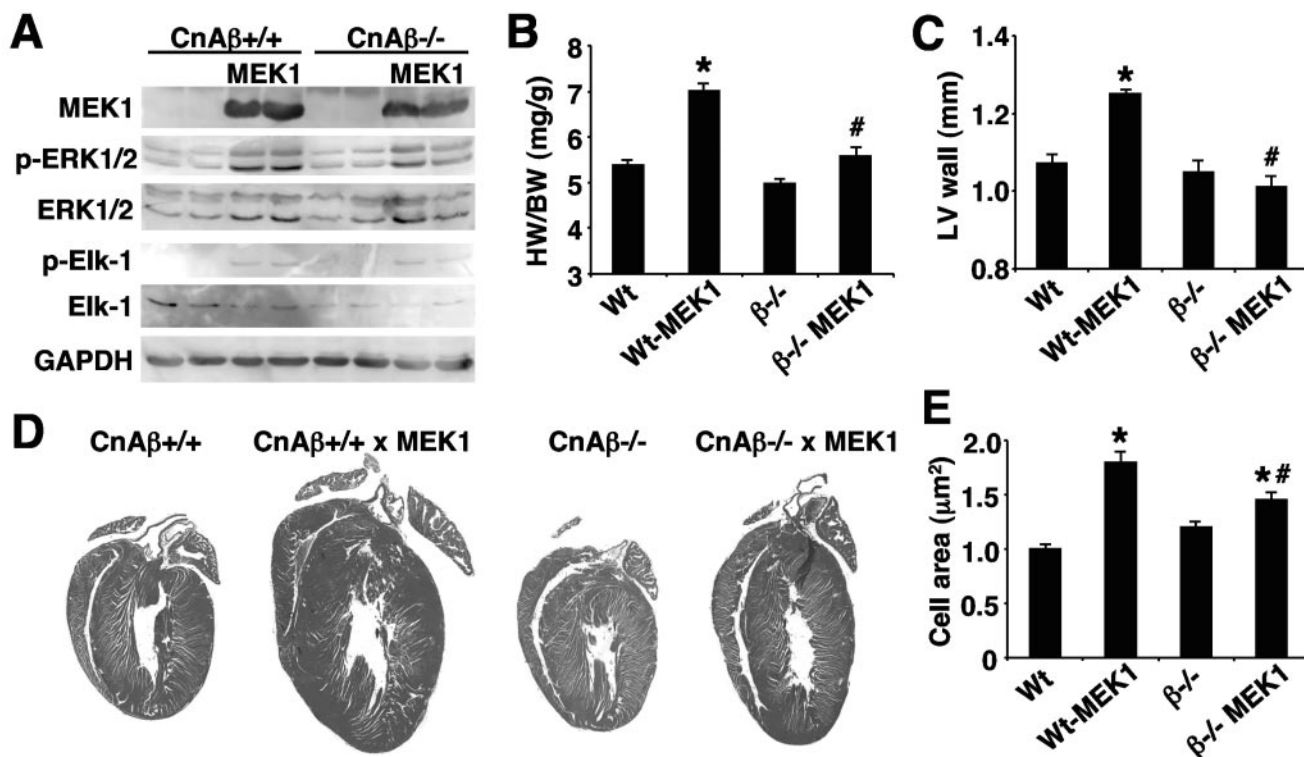 A
CnAβ+/+ CnAβ-/-
MEK1 MEK1
MEK1
p-ERK1/2
ERK1/2
p-Elk-1
Elk-1
GAPDH
B
HW/BW (mg/g)
8
7
6
5
4
3
*
#
Wt
Wt-MEK1
β-/-
β-/- MEK1
C
LV wall (mm)
1.4
1.2
1.0
0.8
*
#
Wt
Wt-MEK1
β-/-
β-/- MEK1
D
CnAβ+/+ CnAβ+/+ x MEK1 CnAβ-/- CnAβ-/- x MEK1
E
Cell area (μm²)
2.0
1.5
1.0
0.5
0
*
*#
Wt
Wt-MEK1
β-/-
β-/- MEK1